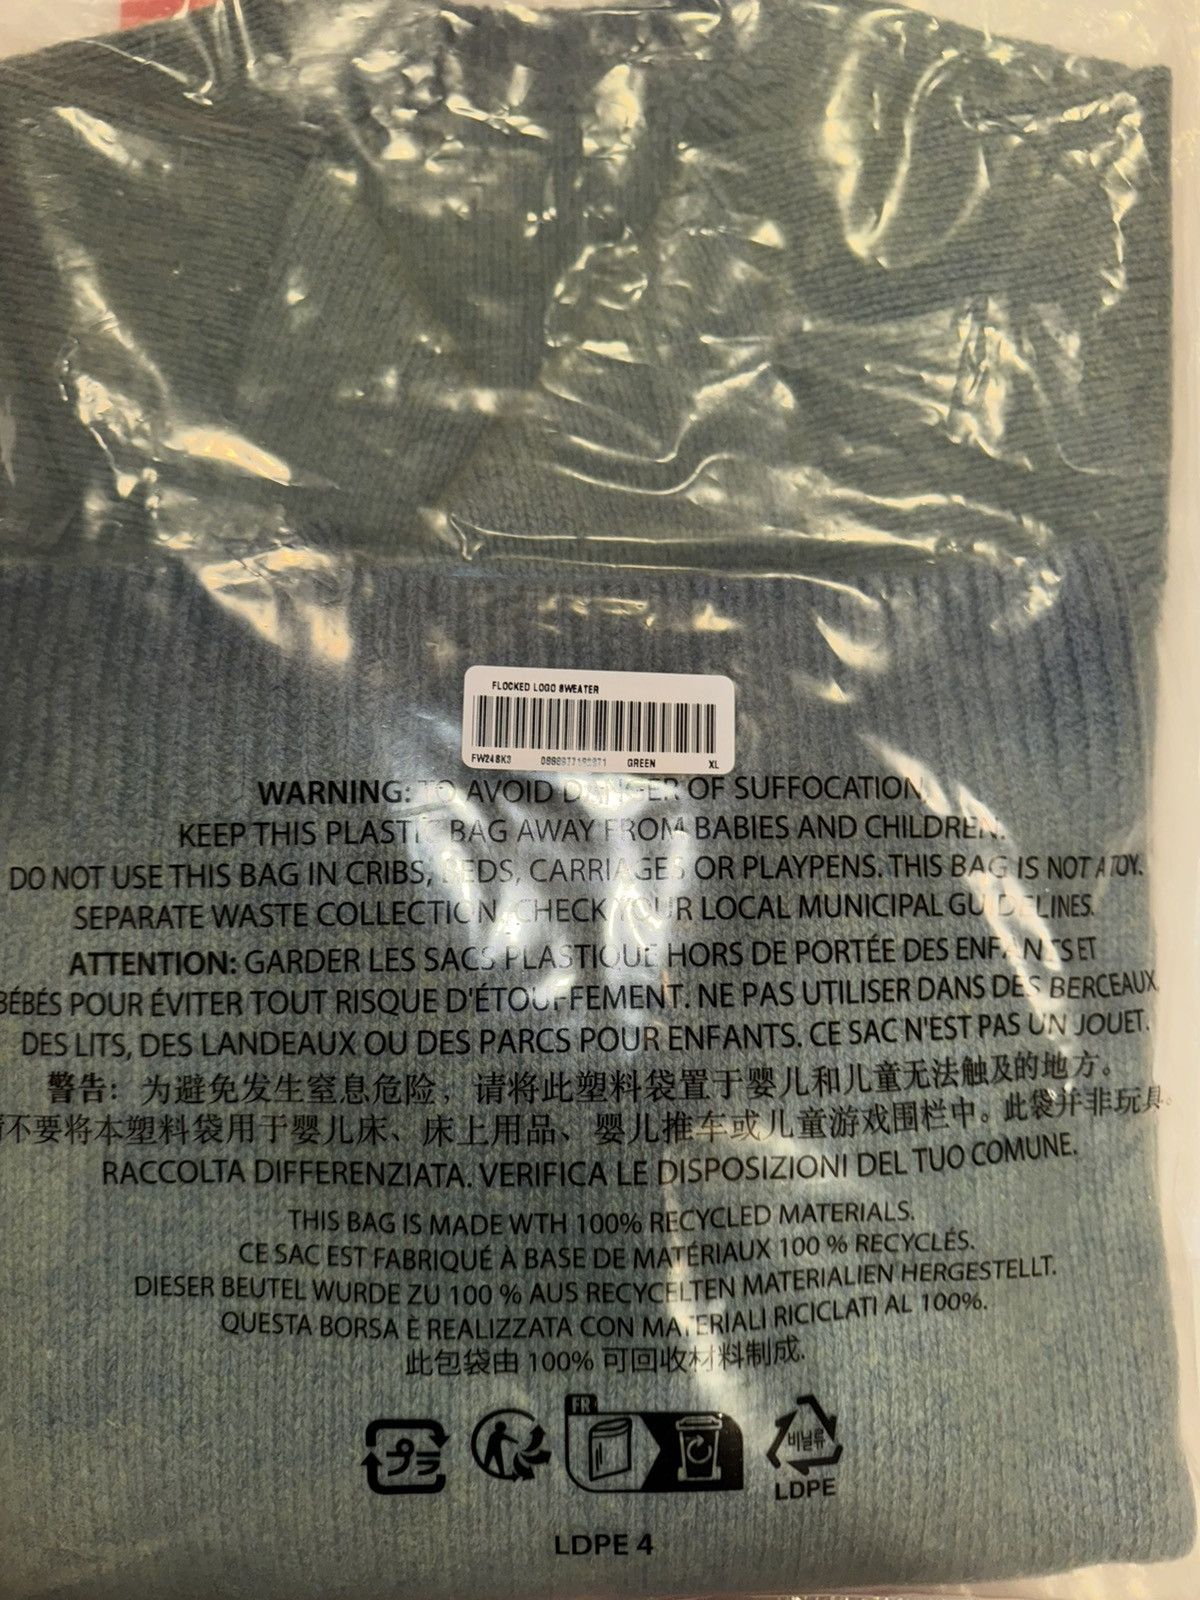 FLOCKED LOGO SWEATER
FW24SK3 GREEN XL
WARNING: TO AVOID DANGER OF SUFFOCATION,
KEEP THIS PLASTIC BAG AWAY FROM BABIES AND CHILDREN.
DO NOT USE THIS BAG IN CRIBS, BEDS, CARRIAGES OR PLAYPENS. THIS BAG IS NOT A TOY.
SEPARATE WASTE COLLECTION. CHECK YOUR LOCAL MUNICIPAL GUIDELINES.
ATTENTION: GARDER LES SACS PLASTIQUE HORS DE PORTÉE DES ENFANTS ET
BÉBÉS POUR ÉVITER TOUT RISQUE D'ÉTOUFFEMENT. NE PAS UTILISER DANS DES BERCEAUX,
DES LITS, DES LANDEAUX OU DES PARCS POUR ENFANTS. CE SAC N'EST PAS UN JOUET.
警告：为避免发生窒息危险，请将此塑料袋置于婴儿和儿童无法触及的地方。
不要将本塑料袋用于婴儿床、床上用品、婴儿推车或儿童游戏围栏中。此袋并非玩具。
RACCOLTA DIFFERENZIATA. VERIFICA LE DISPOSIZIONI DEL TUO COMUNE.
THIS BAG IS MADE WTH 100% RECYCLED MATERIALS.
CE SAC EST FABRIQUÉ À BASE DE MATÉRIAUX 100 % RECYCLÉS.
DIESER BEUTEL WURDE ZU 100 % AUS RECYCELTEN MATERIALIEN HERGESTELLT.
QUESTA BORSA È REALIZZATA CON MATERIALI RICICLATI AL 100%.
此包袋由 100% 可回收材料制成.
FR
プラ
비닐류
LDPE
LDPE 4